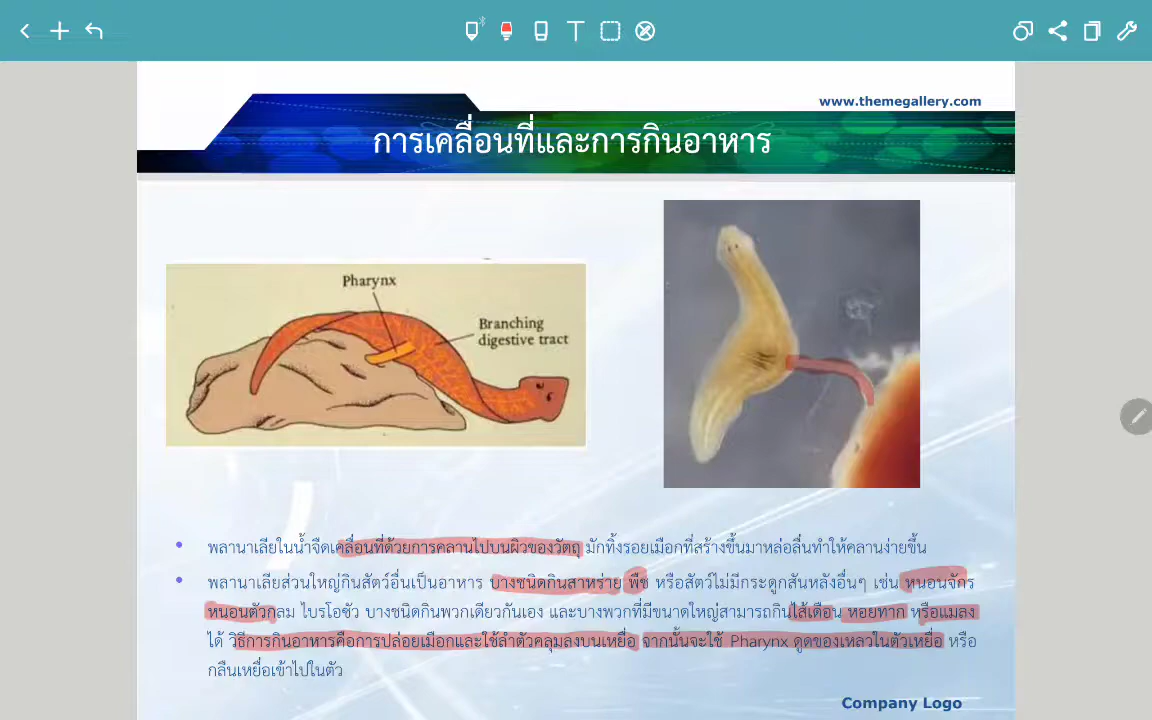 www.themegallery.com
การเคลื่อนที่และการกินอาหาร
Pharynx
Branching
digestive tract
พลานาเลียในน้ำจืดเคลื่อนที่ด้วยการคลานไปบนผิวของวัตถุ มักทิ้งรอยเมือกที่สร้างขึ้นมาหล่อลื่นทำให้คลานง่ายขึ้น
พลานาเลียส่วนใหญ่กินสัตว์อื่นเป็นอาหาร บางชนิดกินสาหร่าย พืช หรือสัตว์ไม่มีกระดูกสันหลังอื่นๆ เช่น หนอนจักร
หนอนตัวกลม ไบรโอซัว บางชนิดกินพวกเดียวกันเอง และบางพวกที่มีขนาดใหญ่สามารถกินไส้เดือน หอยทาก หรือแมลง
ได้ วิธีการกินอาหารคือการปล่อยเมือกและใช้ลำตัวคลุมลงบนเหยื่อ จากนั้นจะใช้ Pharynx ดูดของเหลวในตัวเหยื่อ หรือ
กลืนเหยื่อเข้าไปในตัว
Company Logo